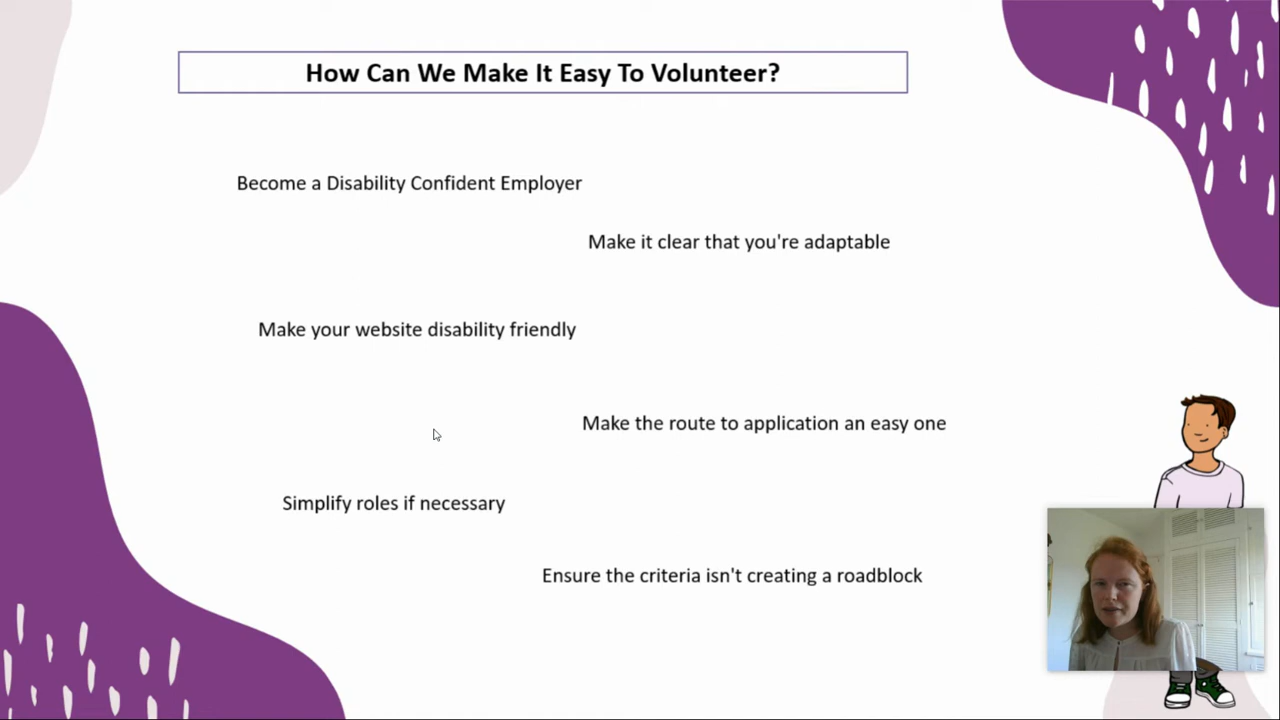 How Can We Make It Easy To Volunteer?
Become a Disability Confident Employer
Make it clear that you're adaptable
Make your website disability friendly
Make the route to application an easy one
Simplify roles if necessary
Ensure the criteria isn't creating a roadblock